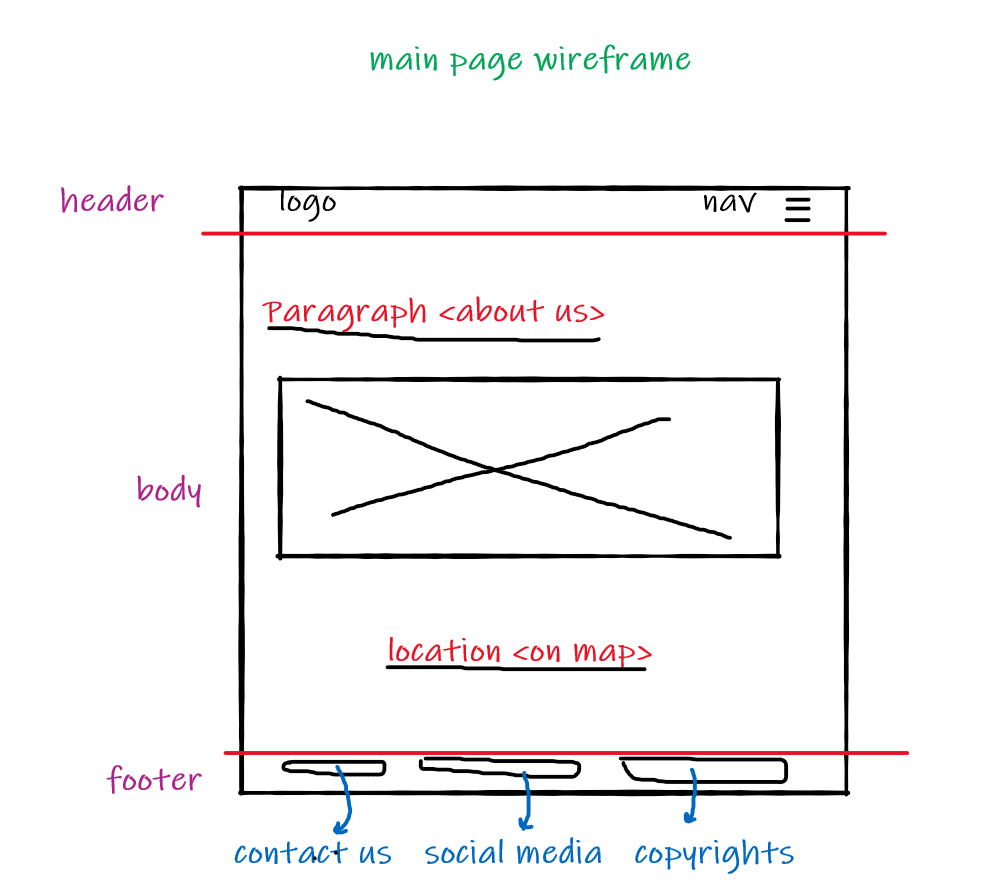 main page wireframe
header
logo
nav
Paragraph <about us>
body
location <on map>
footer
contact us
social media
copyrights